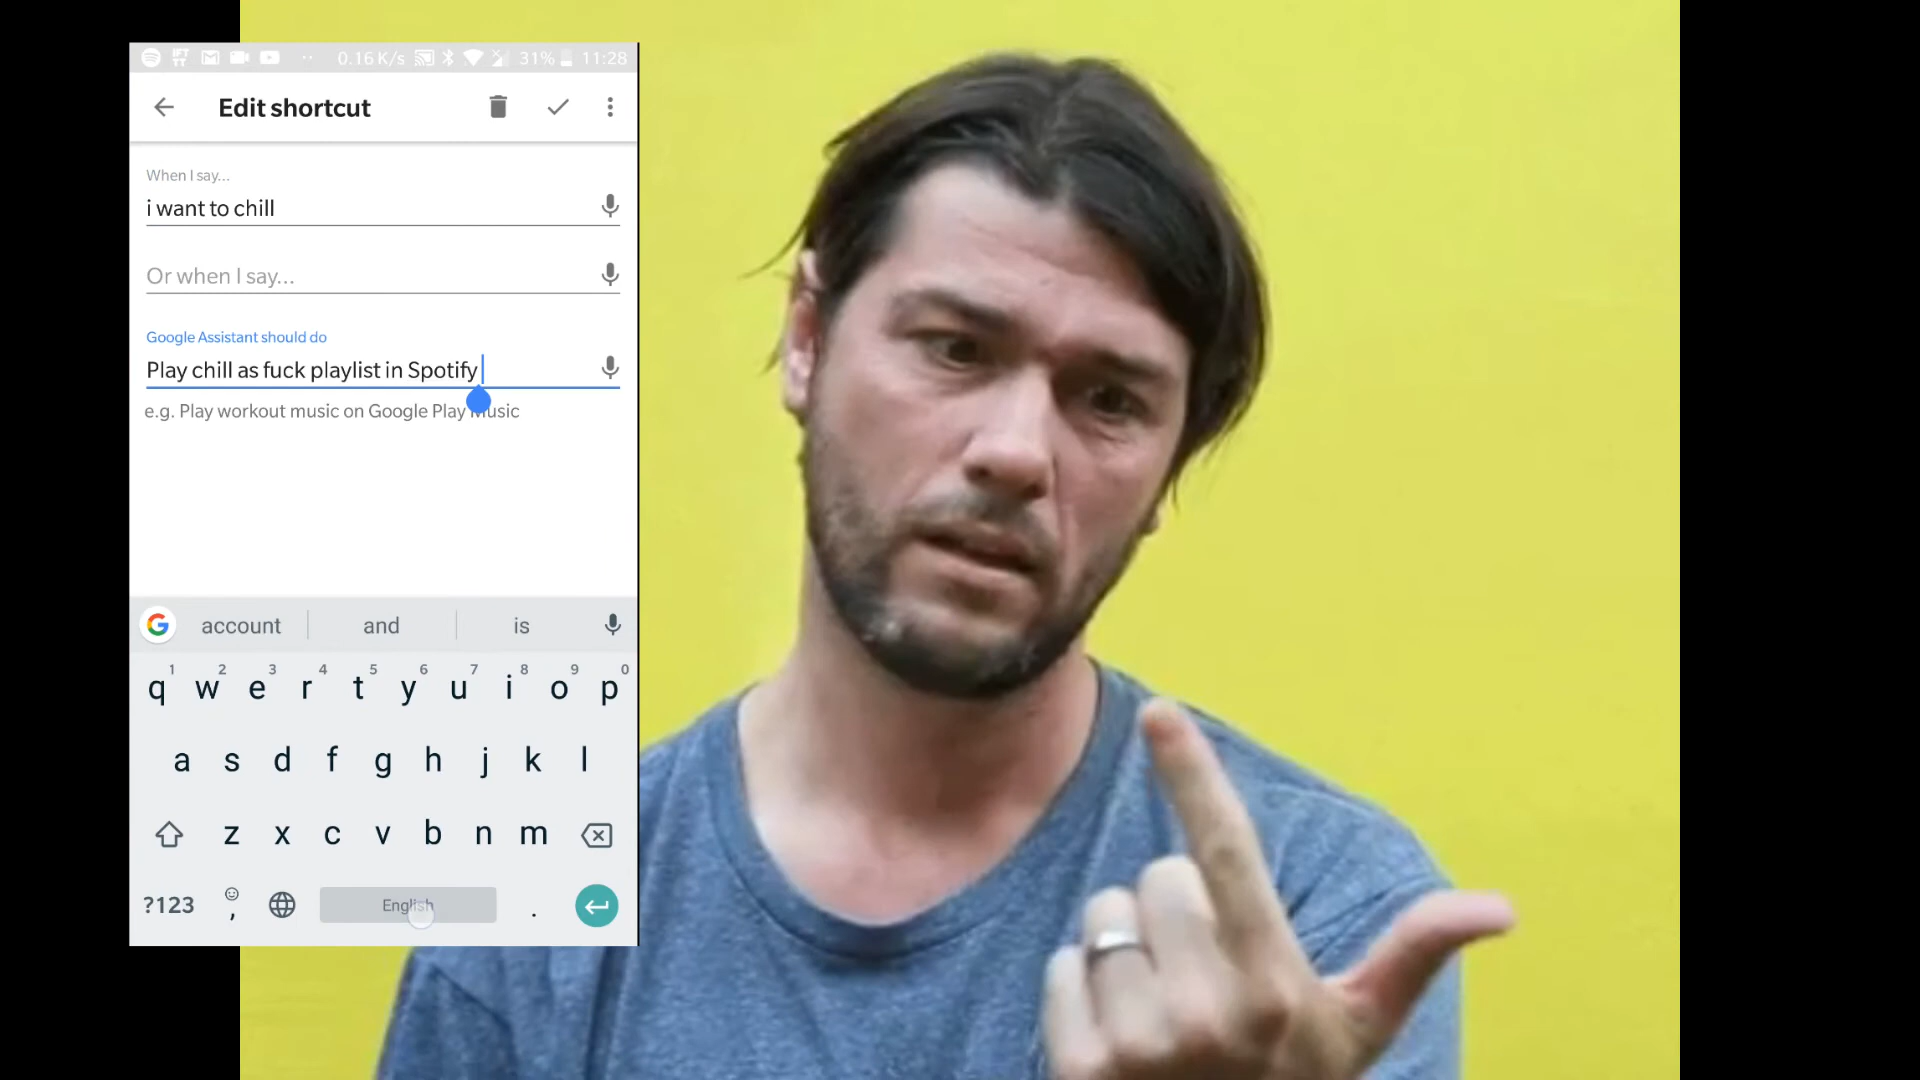 0.16 K/s 31% 11:28
Edit shortcut
When I say...
i want to chill
Or when I say...
Google Assistant should do
Play chill as fuck playlist in Spotify
e.g. Play workout music on Google Play Music
account and is
1 2 3 4 5 6 7 8 9 0
q w e r t y u i o p
a s d f g h j k l
z x c v b n m
?123 , English .